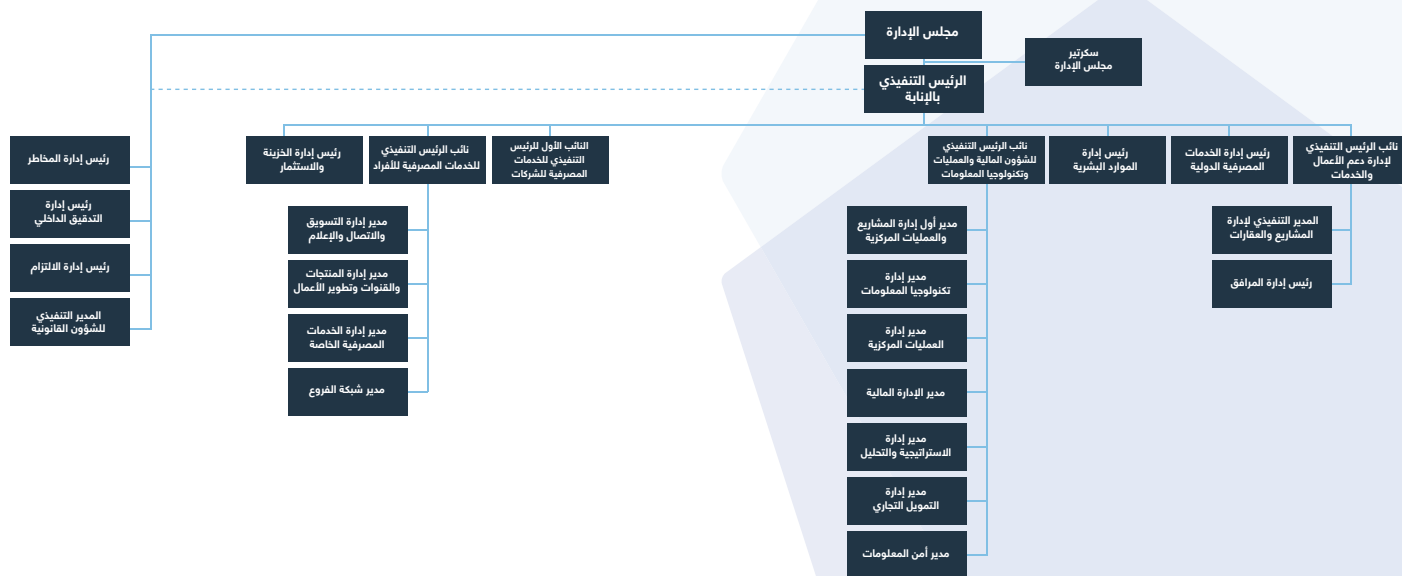 مجلس الإدارة
سكرتير
مجلس الإدارة
الرئيس التنفيذي
بالإنابة
نائب الرئيس التنفيذي
لإدارة دعم الأعمال
والخدمات
رئيس إدارة الخدمات
المصرفية الدولية
رئيس إدارة
الموارد البشرية
نائب الرئيس التنفيذي
للشؤون المالية والعمليات
وتكنولوجيا المعلومات
النائب الأول للرئيس
التنفيذي للخدمات
المصرفية للشركات
نائب الرئيس التنفيذي
للخدمات المصرفية للأفراد
رئيس إدارة الخزينة
والاستثمار
رئيس إدارة المخاطر
رئيس إدارة
التدقيق الداخلي
رئيس إدارة الالتزام
المدير التنفيذي
للشؤون القانونية
المدير التنفيذي لإدارة
المشاريع والعقارات
رئيس إدارة المرافق
مدير أول إدارة المشاريع
والعمليات المركزية
مدير إدارة
تكنولوجيا المعلومات
مدير إدارة
العمليات المركزية
مدير الإدارة المالية
مدير إدارة
الاستراتيجية والتحليل
مدير إدارة
التمويل التجاري
مدير أمن المعلومات
مدير إدارة التسويق
والاتصال والإعلام
مدير إدارة المنتجات
والقنوات وتطوير الأعمال
مدير إدارة الخدمات
المصرفية الخاصة
مدير شبكة الفروع